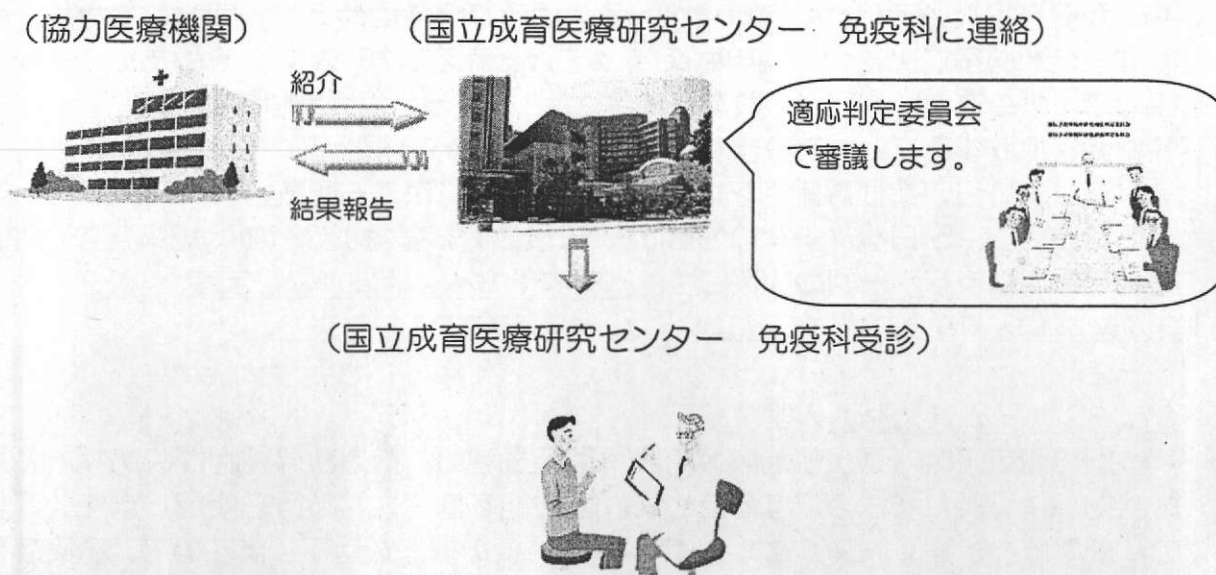 (協力医療機関)
(国立成育医療研究センター 免疫科に連絡)
紹介
結果報告
適応判定委員会
で審議します。
(国立成育医療研究センター 免疫科受診)